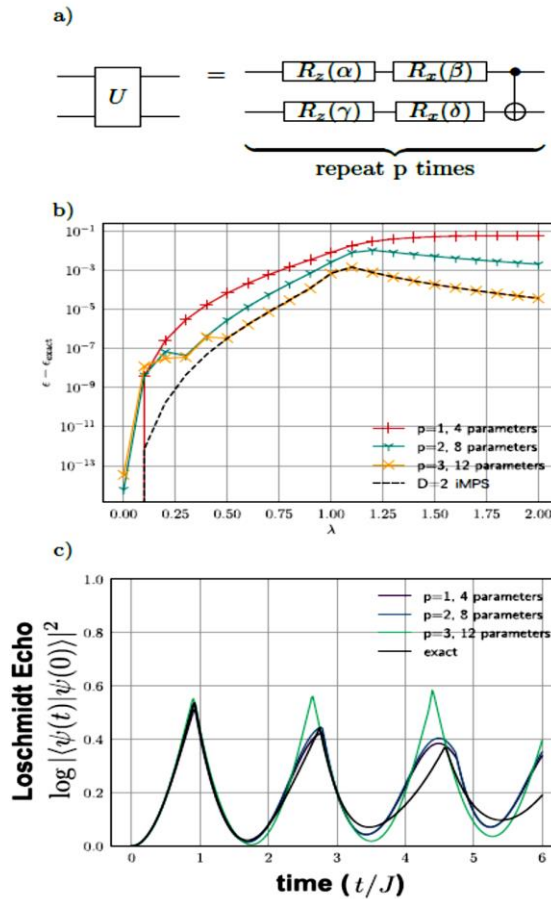 a)
U = R_z(α) R_x(β)
R_z(γ) R_x(δ)
repeat p times
b)
10⁻¹
10⁻³
10⁻⁵
10⁻⁷
10⁻⁹
10⁻¹¹
10⁻¹³
ϵ − ϵ_exact
p=1, 4 parameters
p=2, 8 parameters
p=3, 12 parameters
D=2 iMPS
0.00 0.25 0.50 0.75 1.00 1.25 1.50 1.75 2.00
λ
c)
1.0
0.8
0.6
0.4
0.2
0.0
Loschmidt Echo
log|⟨ψ(t)|ψ(0)⟩|²
p=1, 4 parameters
p=2, 8 parameters
p=3, 12 parameters
exact
0 1 2 3 4 5 6
time (t/J)